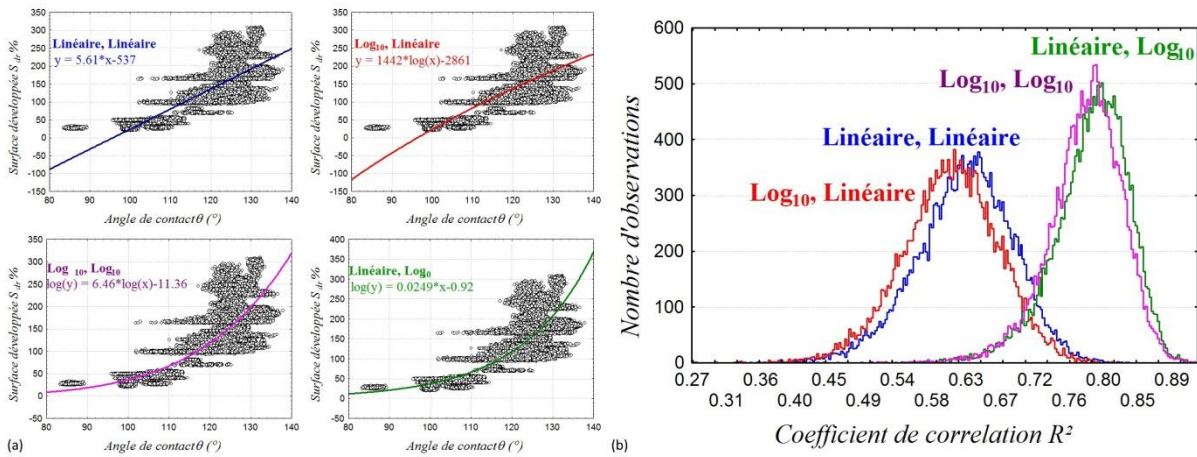 350
300
250
200
150
100
50
0
-50
-100
-150
Surface développée S dr %
Linéaire, Linéaire
y = 5.61*x-537
80 90 100 110 120 130 140
Angle de contact θ (°)
350
300
250
200
150
100
50
0
-50
-100
-150
Surface développée S dr %
Log10, Linéaire
y = 1442*log(x)-2861
80 90 100 110 120 130 140
Angle de contact θ (°)
350
300
250
200
150
100
50
0
-50
Surface développée S dr %
Log 10, Log10
log(y) = 6.46*log(x)-11.36
80 90 100 110 120 130 140
Angle de contact θ (°)
400
350
300
250
200
150
100
50
0
-50
Surface développée S dr %
Linéaire, Log0
log(y) = 0.0249*x-0.92
80 90 100 110 120 130 140
Angle de contact θ (°)
(a)
600
500
400
300
200
100
0
Nombre d'observations
Linéaire, Log10
Log10, Log10
Linéaire, Linéaire
Log10, Linéaire
0.27 0.36 0.45 0.54 0.63 0.72 0.80 0.89
0.31 0.40 0.49 0.58 0.67 0.76 0.85
Coefficient de correlation R²
(b)